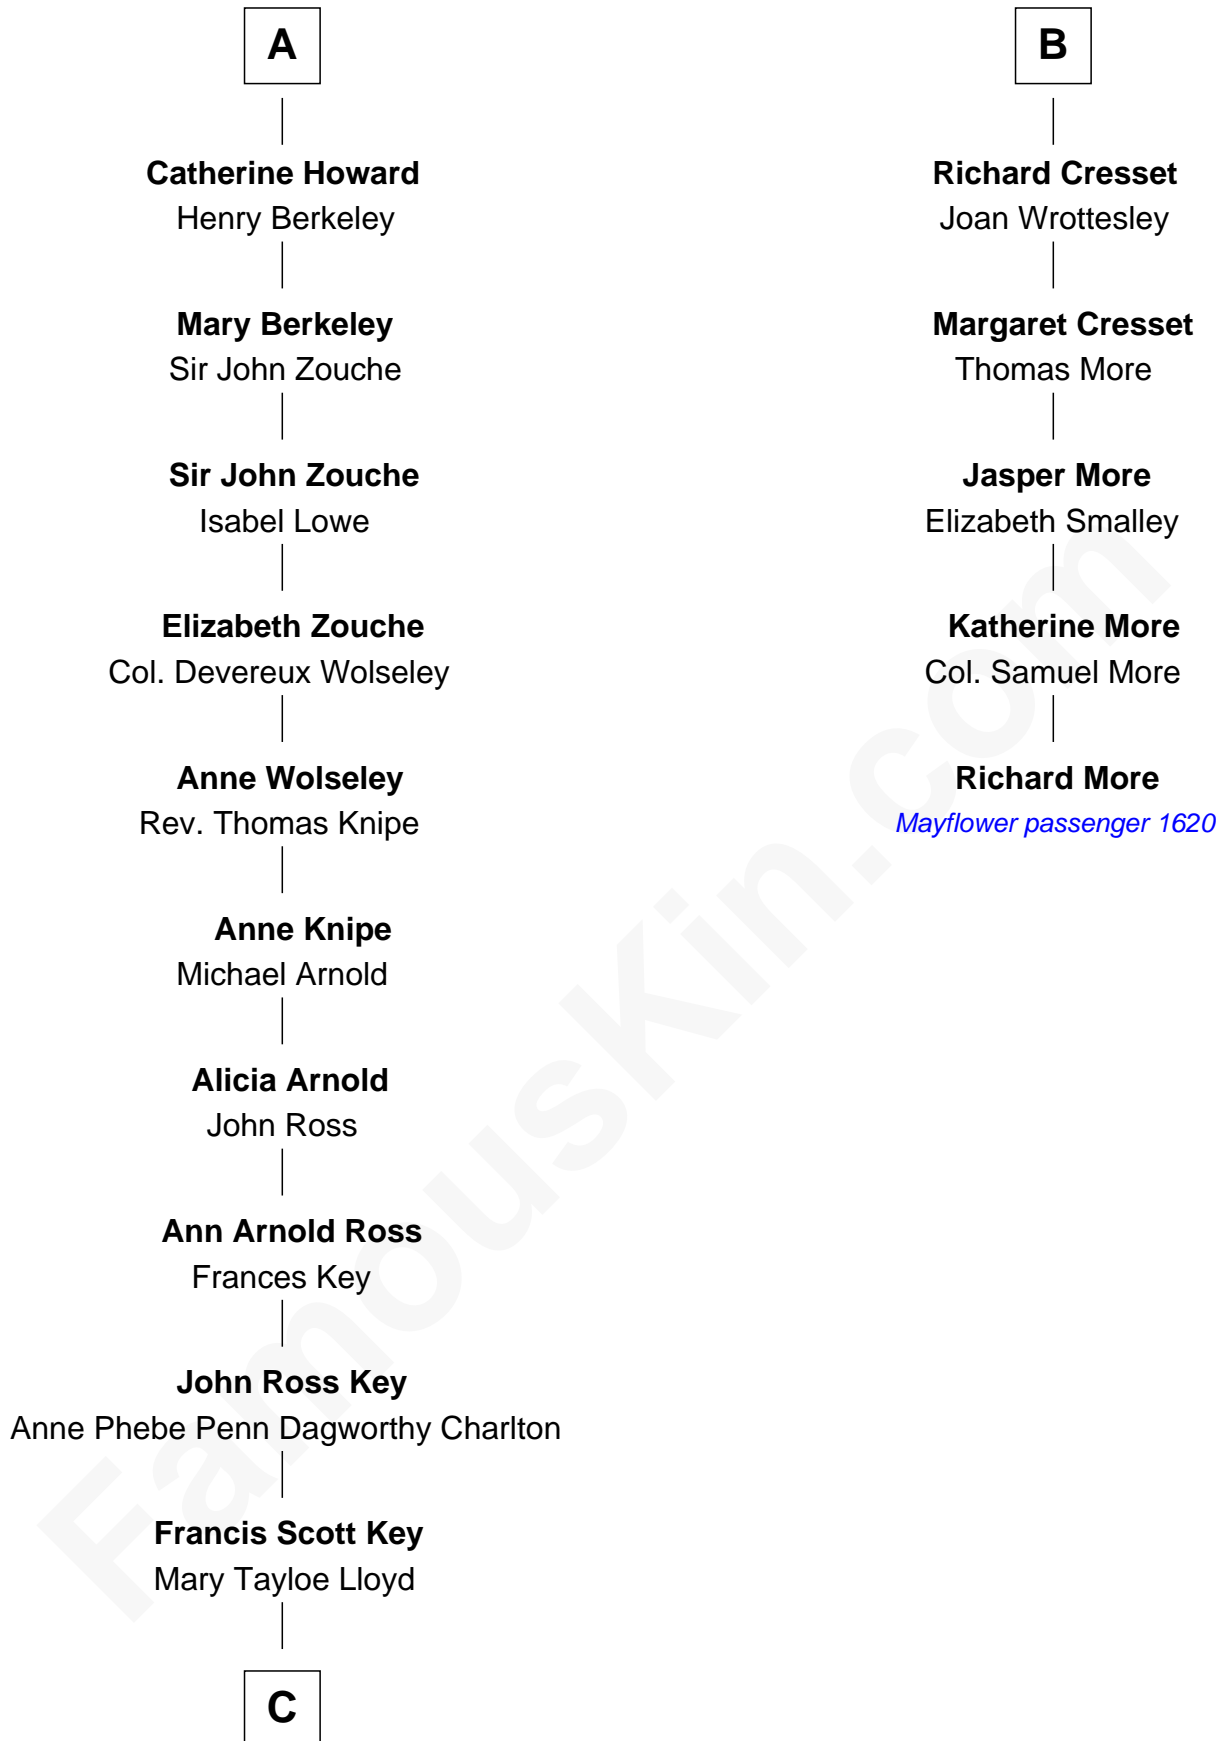 A
Catherine Howard
Henry Berkeley
Mary Berkeley
Sir John Zouche
Sir John Zouche
Isabel Lowe
Elizabeth Zouche
Col. Devereux Wolseley
Anne Wolseley
Rev. Thomas Knipe
Anne Knipe
Michael Arnold
Alicia Arnold
John Ross
Ann Arnold Ross
Frances Key
John Ross Key
Anne Phebe Penn Dagworthy Charlton
Francis Scott Key
Mary Tayloe Lloyd
C
B
Richard Cresset
Joan Wrottesley
Margaret Cresset
Thomas More
Jasper More
Elizabeth Smalley
Katherine More
Col. Samuel More
Richard More
Mayflower passenger 1620
FamousKin.com